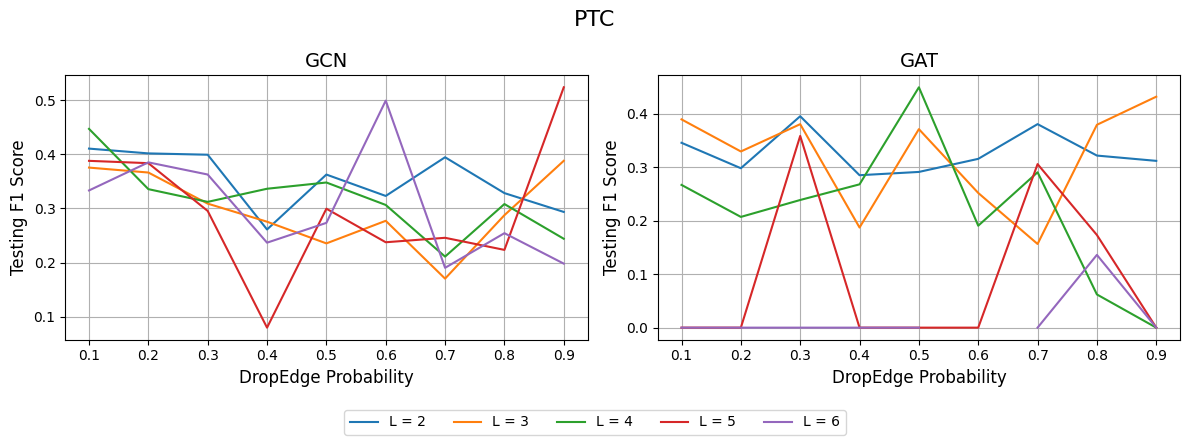 PTC
GCN
Testing F1 Score
0.5
0.4
0.3
0.2
0.1
0.1 0.2 0.3 0.4 0.5 0.6 0.7 0.8 0.9
DropEdge Probability
GAT
Testing F1 Score
0.4
0.3
0.2
0.1
0.0
0.1 0.2 0.3 0.4 0.5 0.6 0.7 0.8 0.9
DropEdge Probability
L = 2 L = 3 L = 4 L = 5 L = 6